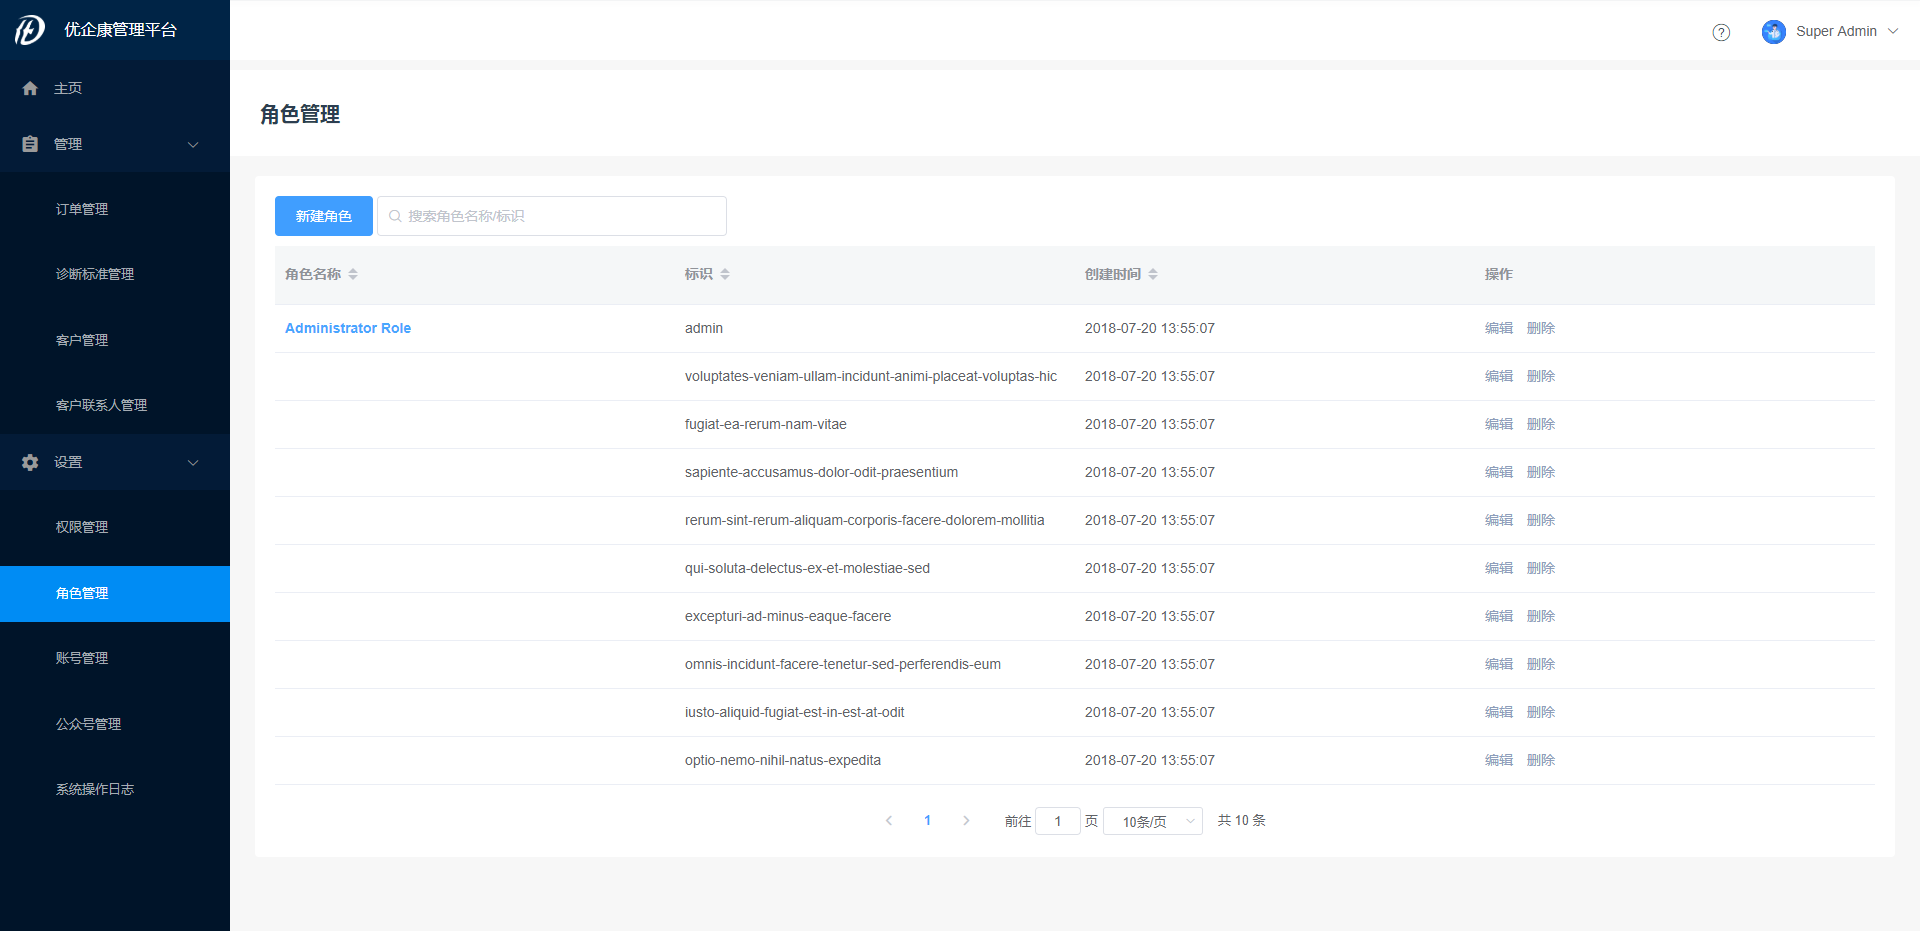 优企康管理平台
Super Admin
主页
管理
订单管理
诊断标准管理
客户管理
客户联系人管理
设置
权限管理
角色管理
账号管理
公众号管理
系统操作日志
角色管理
新建角色 搜索角色名称/标识
角色名称 标识 创建时间 操作
Administrator Role admin 2018-07-20 13:55:07 编辑 删除
voluptates-veniam-ullam-incidunt-animi-placeat-voluptas-hic 2018-07-20 13:55:07 编辑 删除
fugiat-ea-rerum-nam-vitae 2018-07-20 13:55:07 编辑 删除
sapiente-accusamus-dolor-odit-praesentium 2018-07-20 13:55:07 编辑 删除
rerum-sint-rerum-aliquam-corporis-facere-dolorem-mollitia 2018-07-20 13:55:07 编辑 删除
qui-soluta-delectus-ex-et-molestiae-sed 2018-07-20 13:55:07 编辑 删除
excepturi-ad-minus-eaque-facere 2018-07-20 13:55:07 编辑 删除
omnis-incidunt-facere-tenetur-sed-perferendis-eum 2018-07-20 13:55:07 编辑 删除
iusto-aliquid-fugiat-est-in-est-at-odit 2018-07-20 13:55:07 编辑 删除
optio-nemo-nihil-natus-expedita 2018-07-20 13:55:07 编辑 删除
1 前往 1 页 10条/页 共 10 条